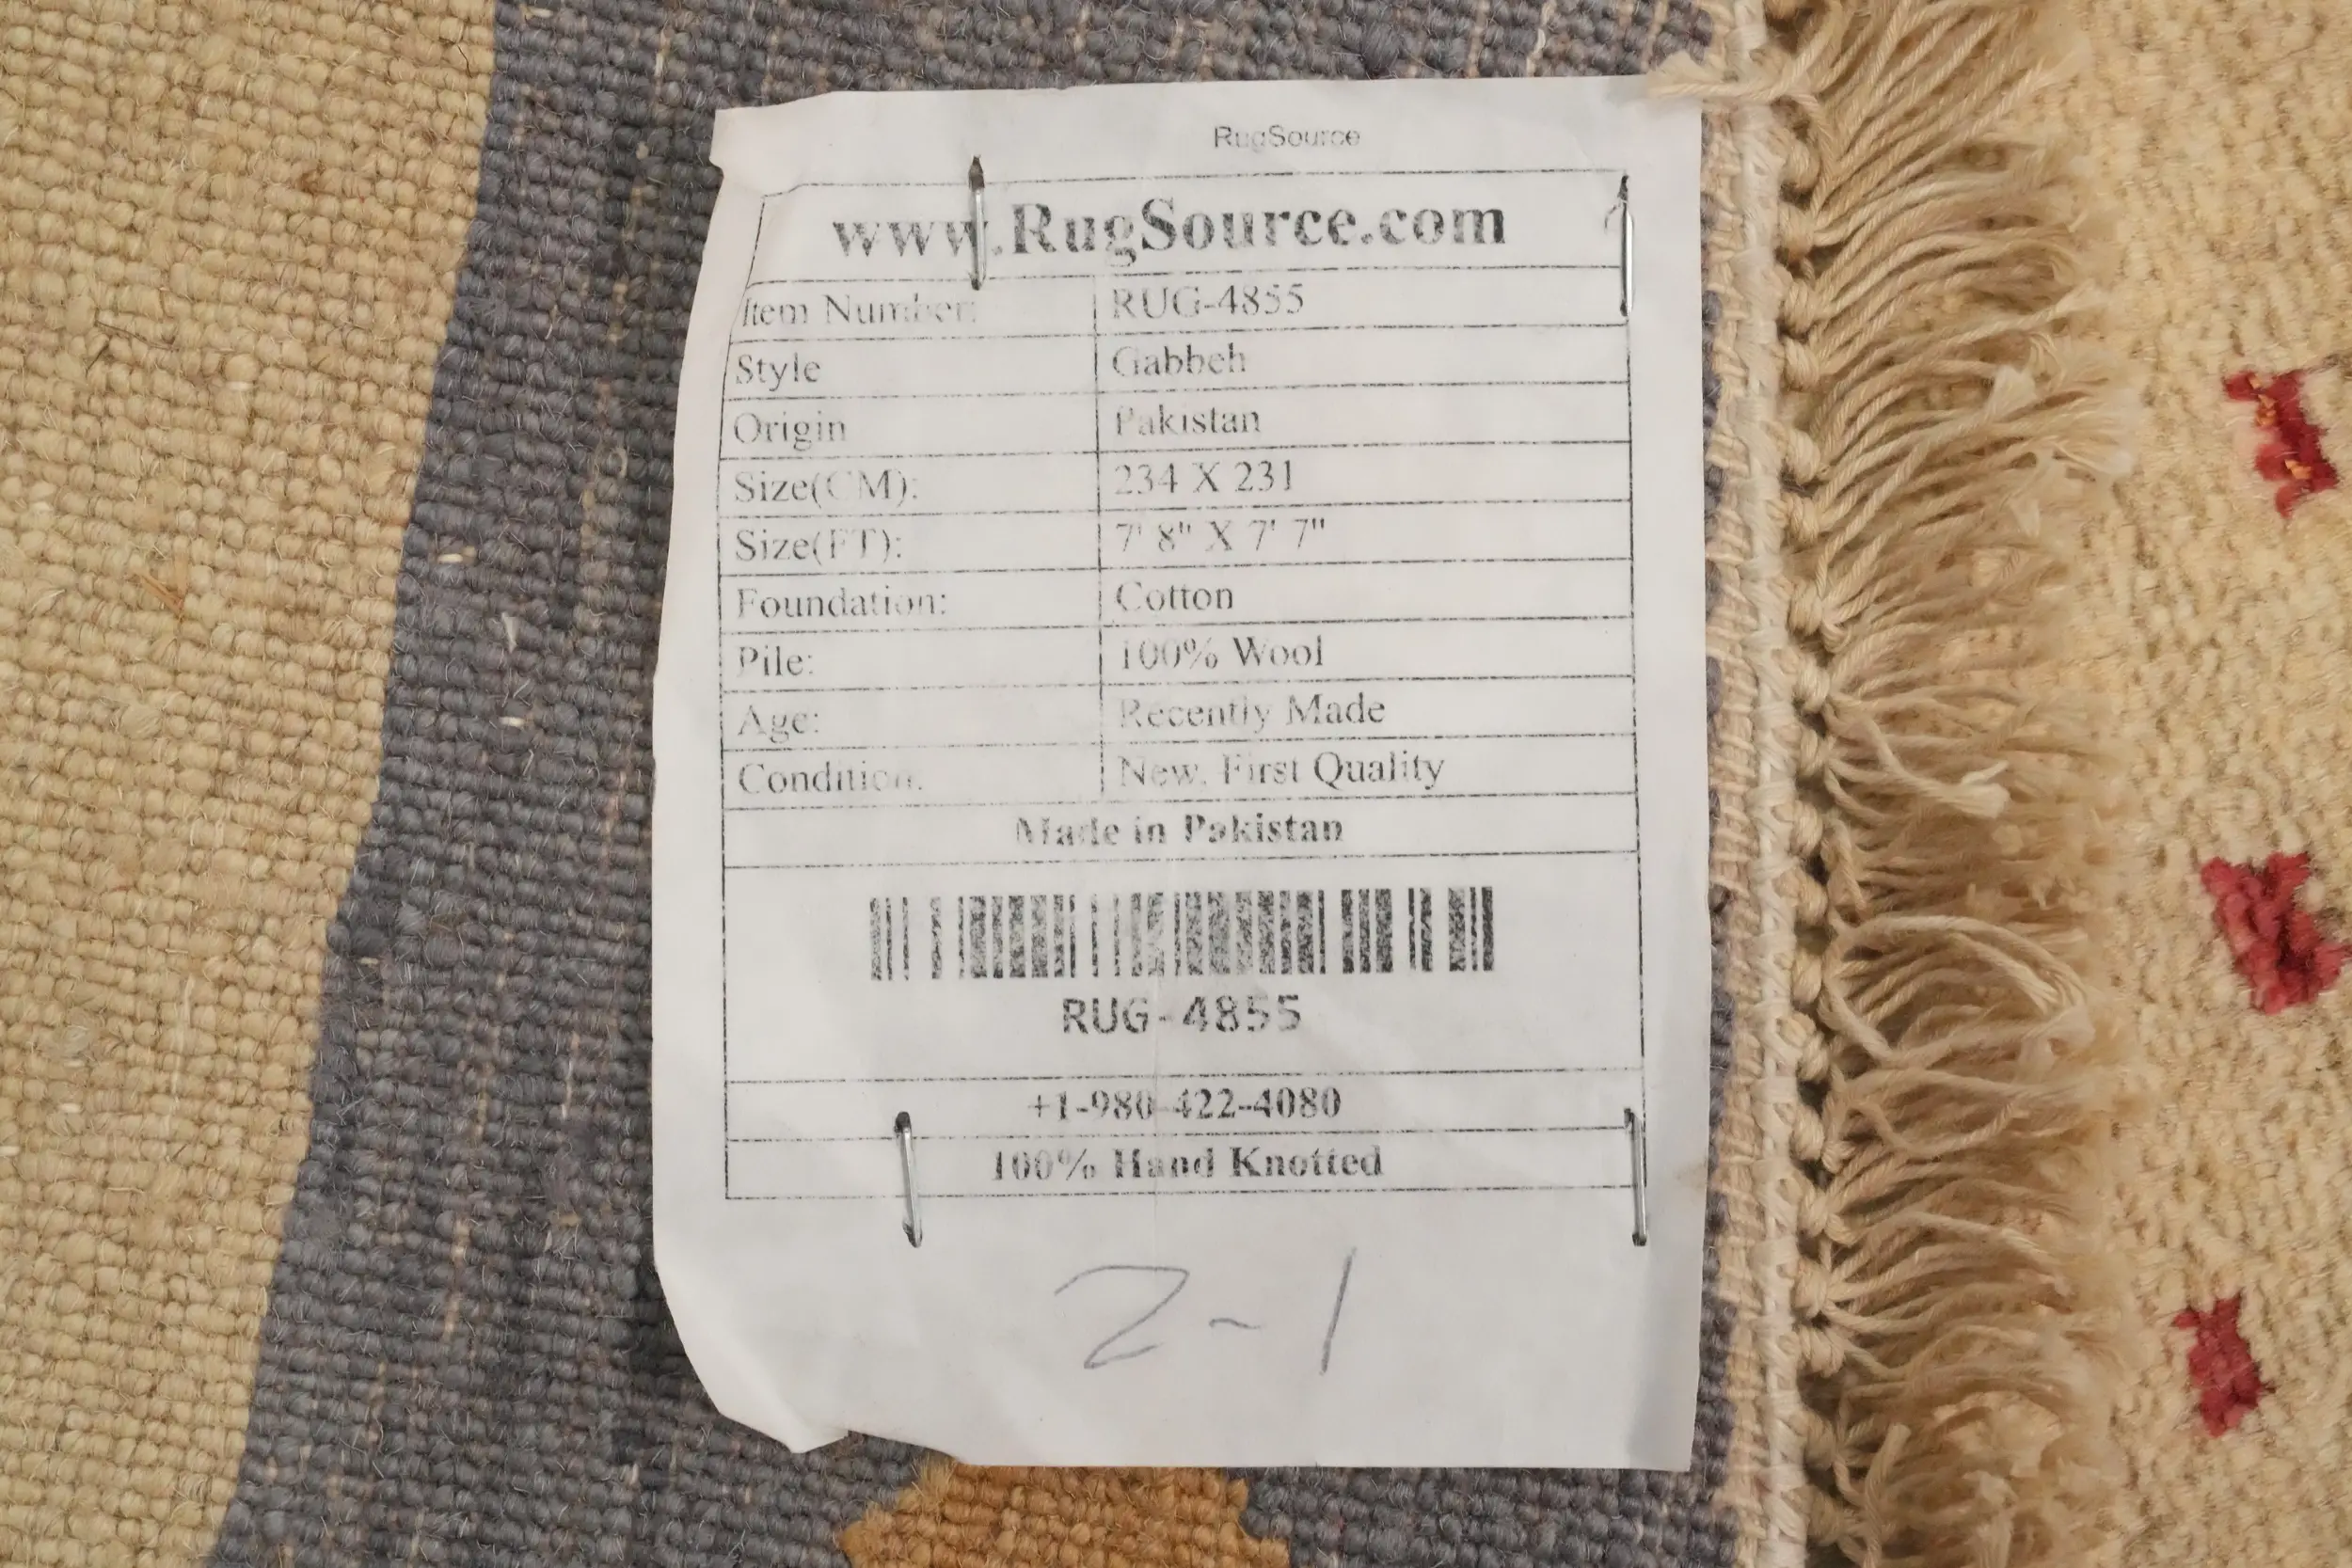 RugSource
www.RugSource.com
Item Number: RUG-4855
Style Gabbeh
Origin Pakistan
Size(CM): 234 X 231
Size(FT): 7' 8" X 7' 7"
Foundation: Cotton
Pile: 100% Wool
Age: Recently Made
Condition: New, First Quality
Made in Pakistan
RUG-4855
+1-980-422-4080
100% Hand Knotted
2-1